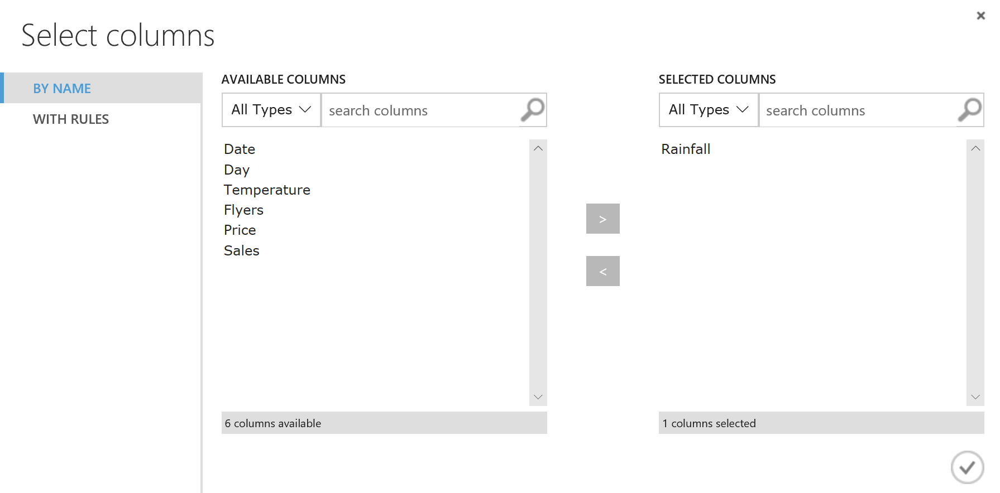 Select columns
BY NAME
WITH RULES
AVAILABLE COLUMNS
All Types
search columns
Date
Day
Temperature
Flyers
Price
Sales
6 columns available
>
<
SELECTED COLUMNS
All Types
search columns
Rainfall
1 columns selected